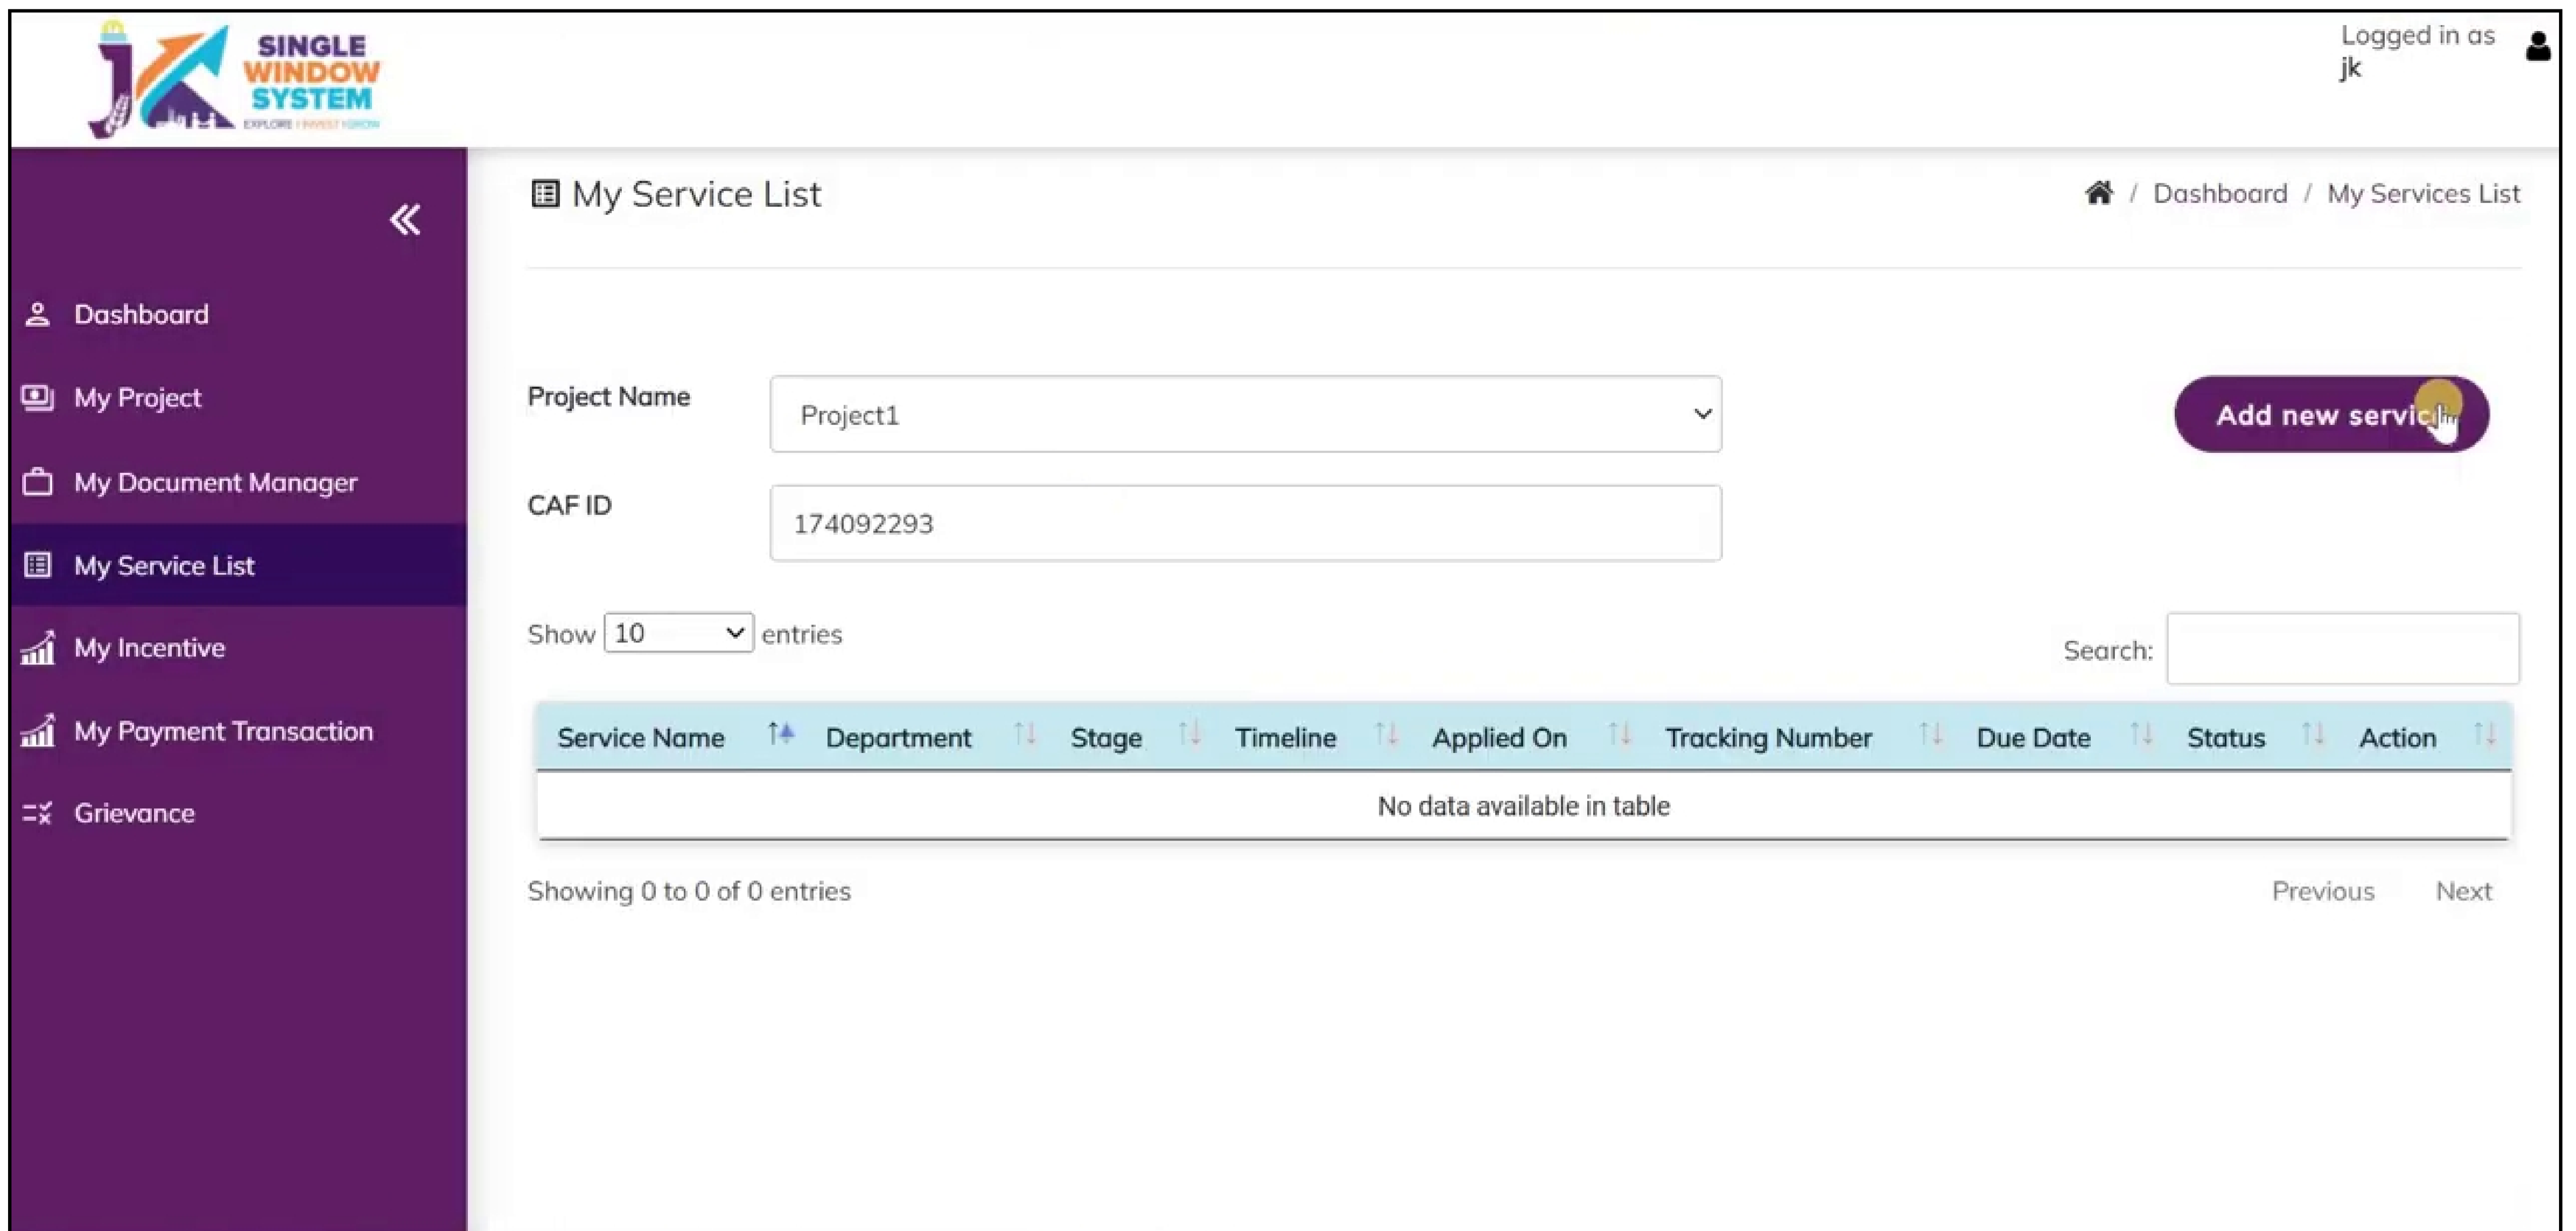 SINGLE
WINDOW
SYSTEM
EXPLORE I INVEST I GROW
Logged in as
jk
My Service List
/ Dashboard / My Services List
Dashboard
My Project
My Document Manager
My Service List
My Incentive
My Payment Transaction
Grievance
Project Name
Project1
Add new servic
CAF ID
174092293
Show 10 entries
Search:
Service Name Department Stage Timeline Applied On Tracking Number Due Date Status Action
No data available in table
Showing 0 to 0 of 0 entries
Previous Next